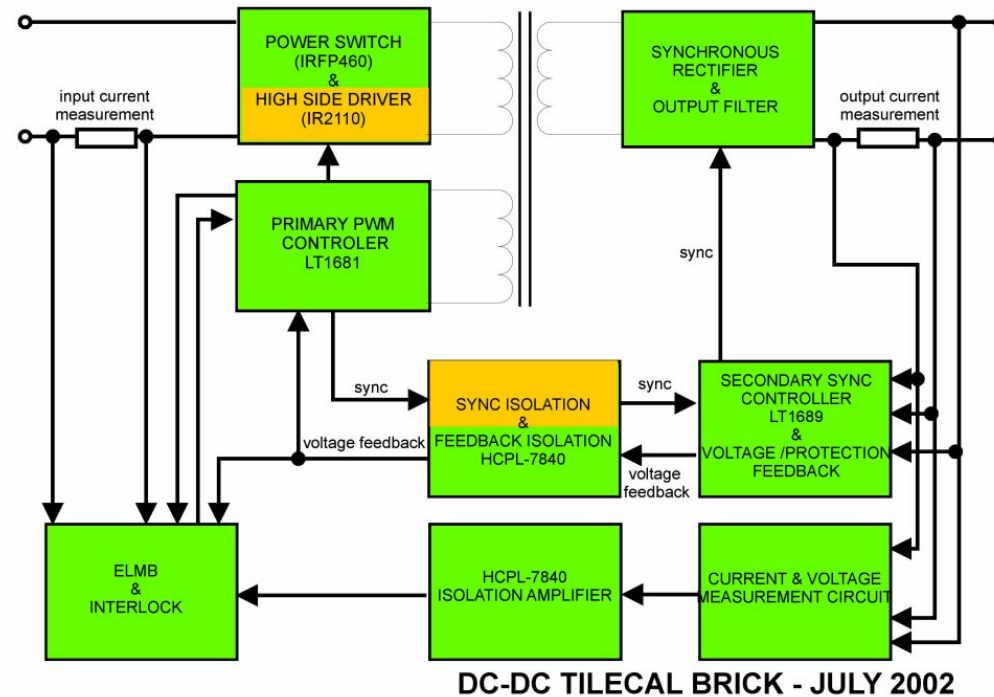 POWER SWITCH
(IRFP460)
&
HIGH SIDE DRIVER
(IR2110)
SYNCHRONOUS
RECTIFIER
&
OUTPUT FILTER
input current
measurement
output current
measurement
PRIMARY PWM
CONTROLER
LT1681
sync
sync
SYNC ISOLATION
&
FEEDBACK ISOLATION
HCPL-7840
sync
SECONDARY SYNC
CONTROLLER
LT1689
&
VOLTAGE /PROTECTION
FEEDBACK
voltage feedback
voltage
feedback
ELMB
&
INTERLOCK
HCPL-7840
ISOLATION AMPLIFIER
CURRENT & VOLTAGE
MEASUREMENT CIRCUIT
DC-DC TILECAL BRICK - JULY 2002